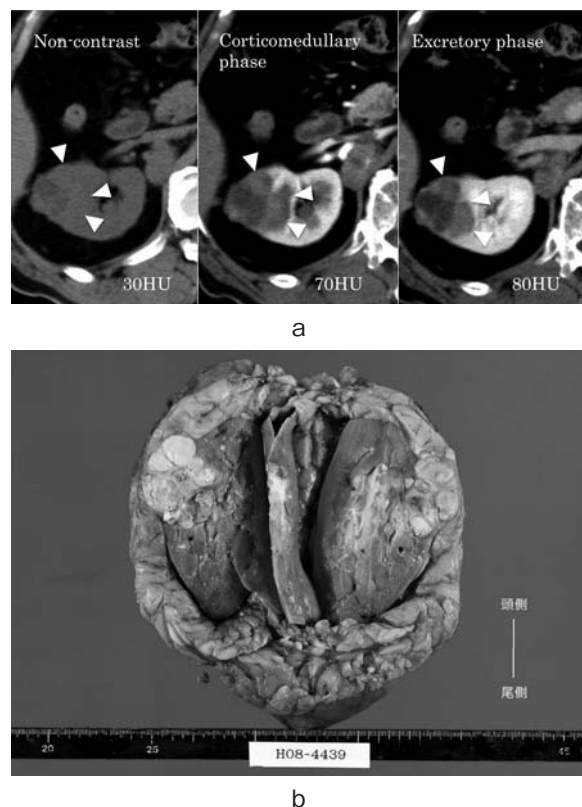 Non-contrast
Corticomedullary
phase
Excretory phase
30HU
70HU
80HU
a
頭側
尾側
20
25
45
H08-4439
b